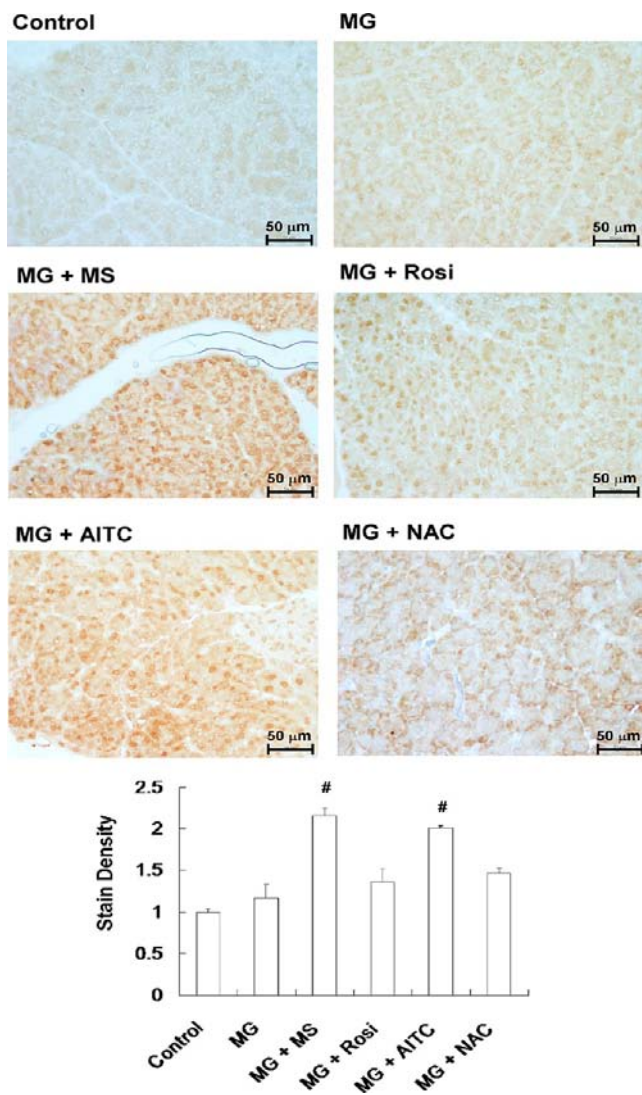 Control
MG
50 µm
50 µm
MG + MS
MG + Rosi
50 µm
50 µm
MG + AITC
MG + NAC
50 µm
50 µm
Stain Density
2.5
2
1.5
1
0.5
0
#
#
Control
MG
MG + MS
MG + Rosi
MG + AITC
MG + NAC